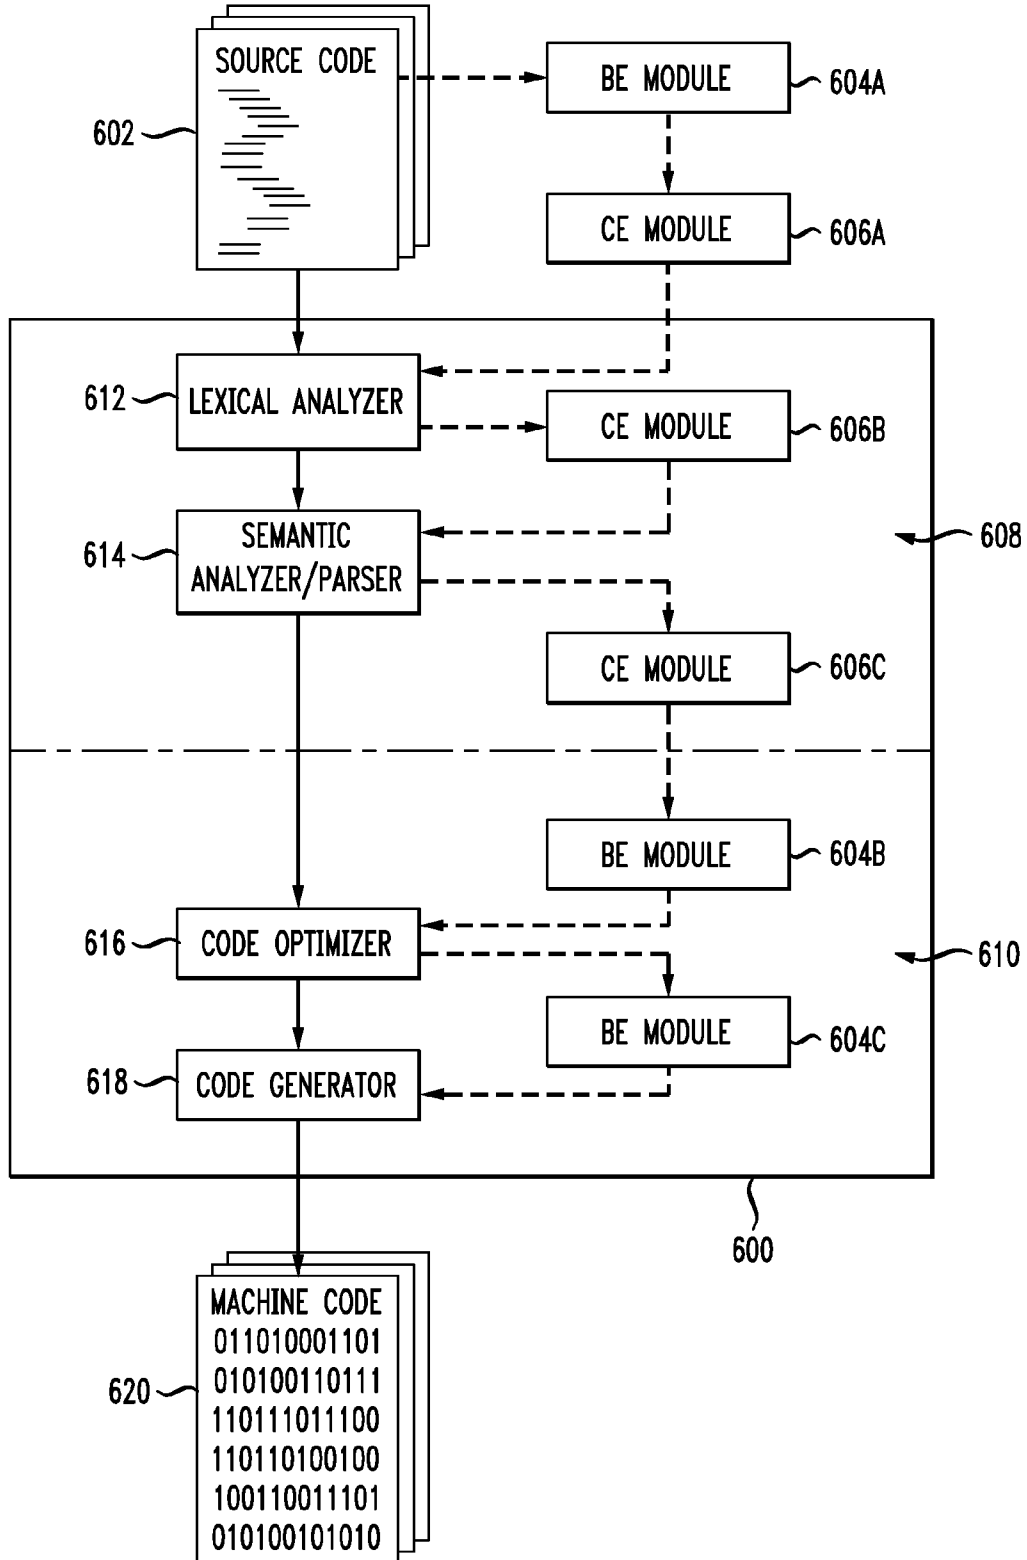 SOURCE CODE
602
BE MODULE
604A
CE MODULE
606A
LEXICAL ANALYZER
612
CE MODULE
606B
SEMANTIC
ANALYZER/PARSER
614
608
CE MODULE
606C
BE MODULE
604B
CODE OPTIMIZER
616
610
BE MODULE
604C
CODE GENERATOR
618
600
MACHINE CODE
011010001101
010100110111
620
110111011100
110110100100
100110011101
010100101010